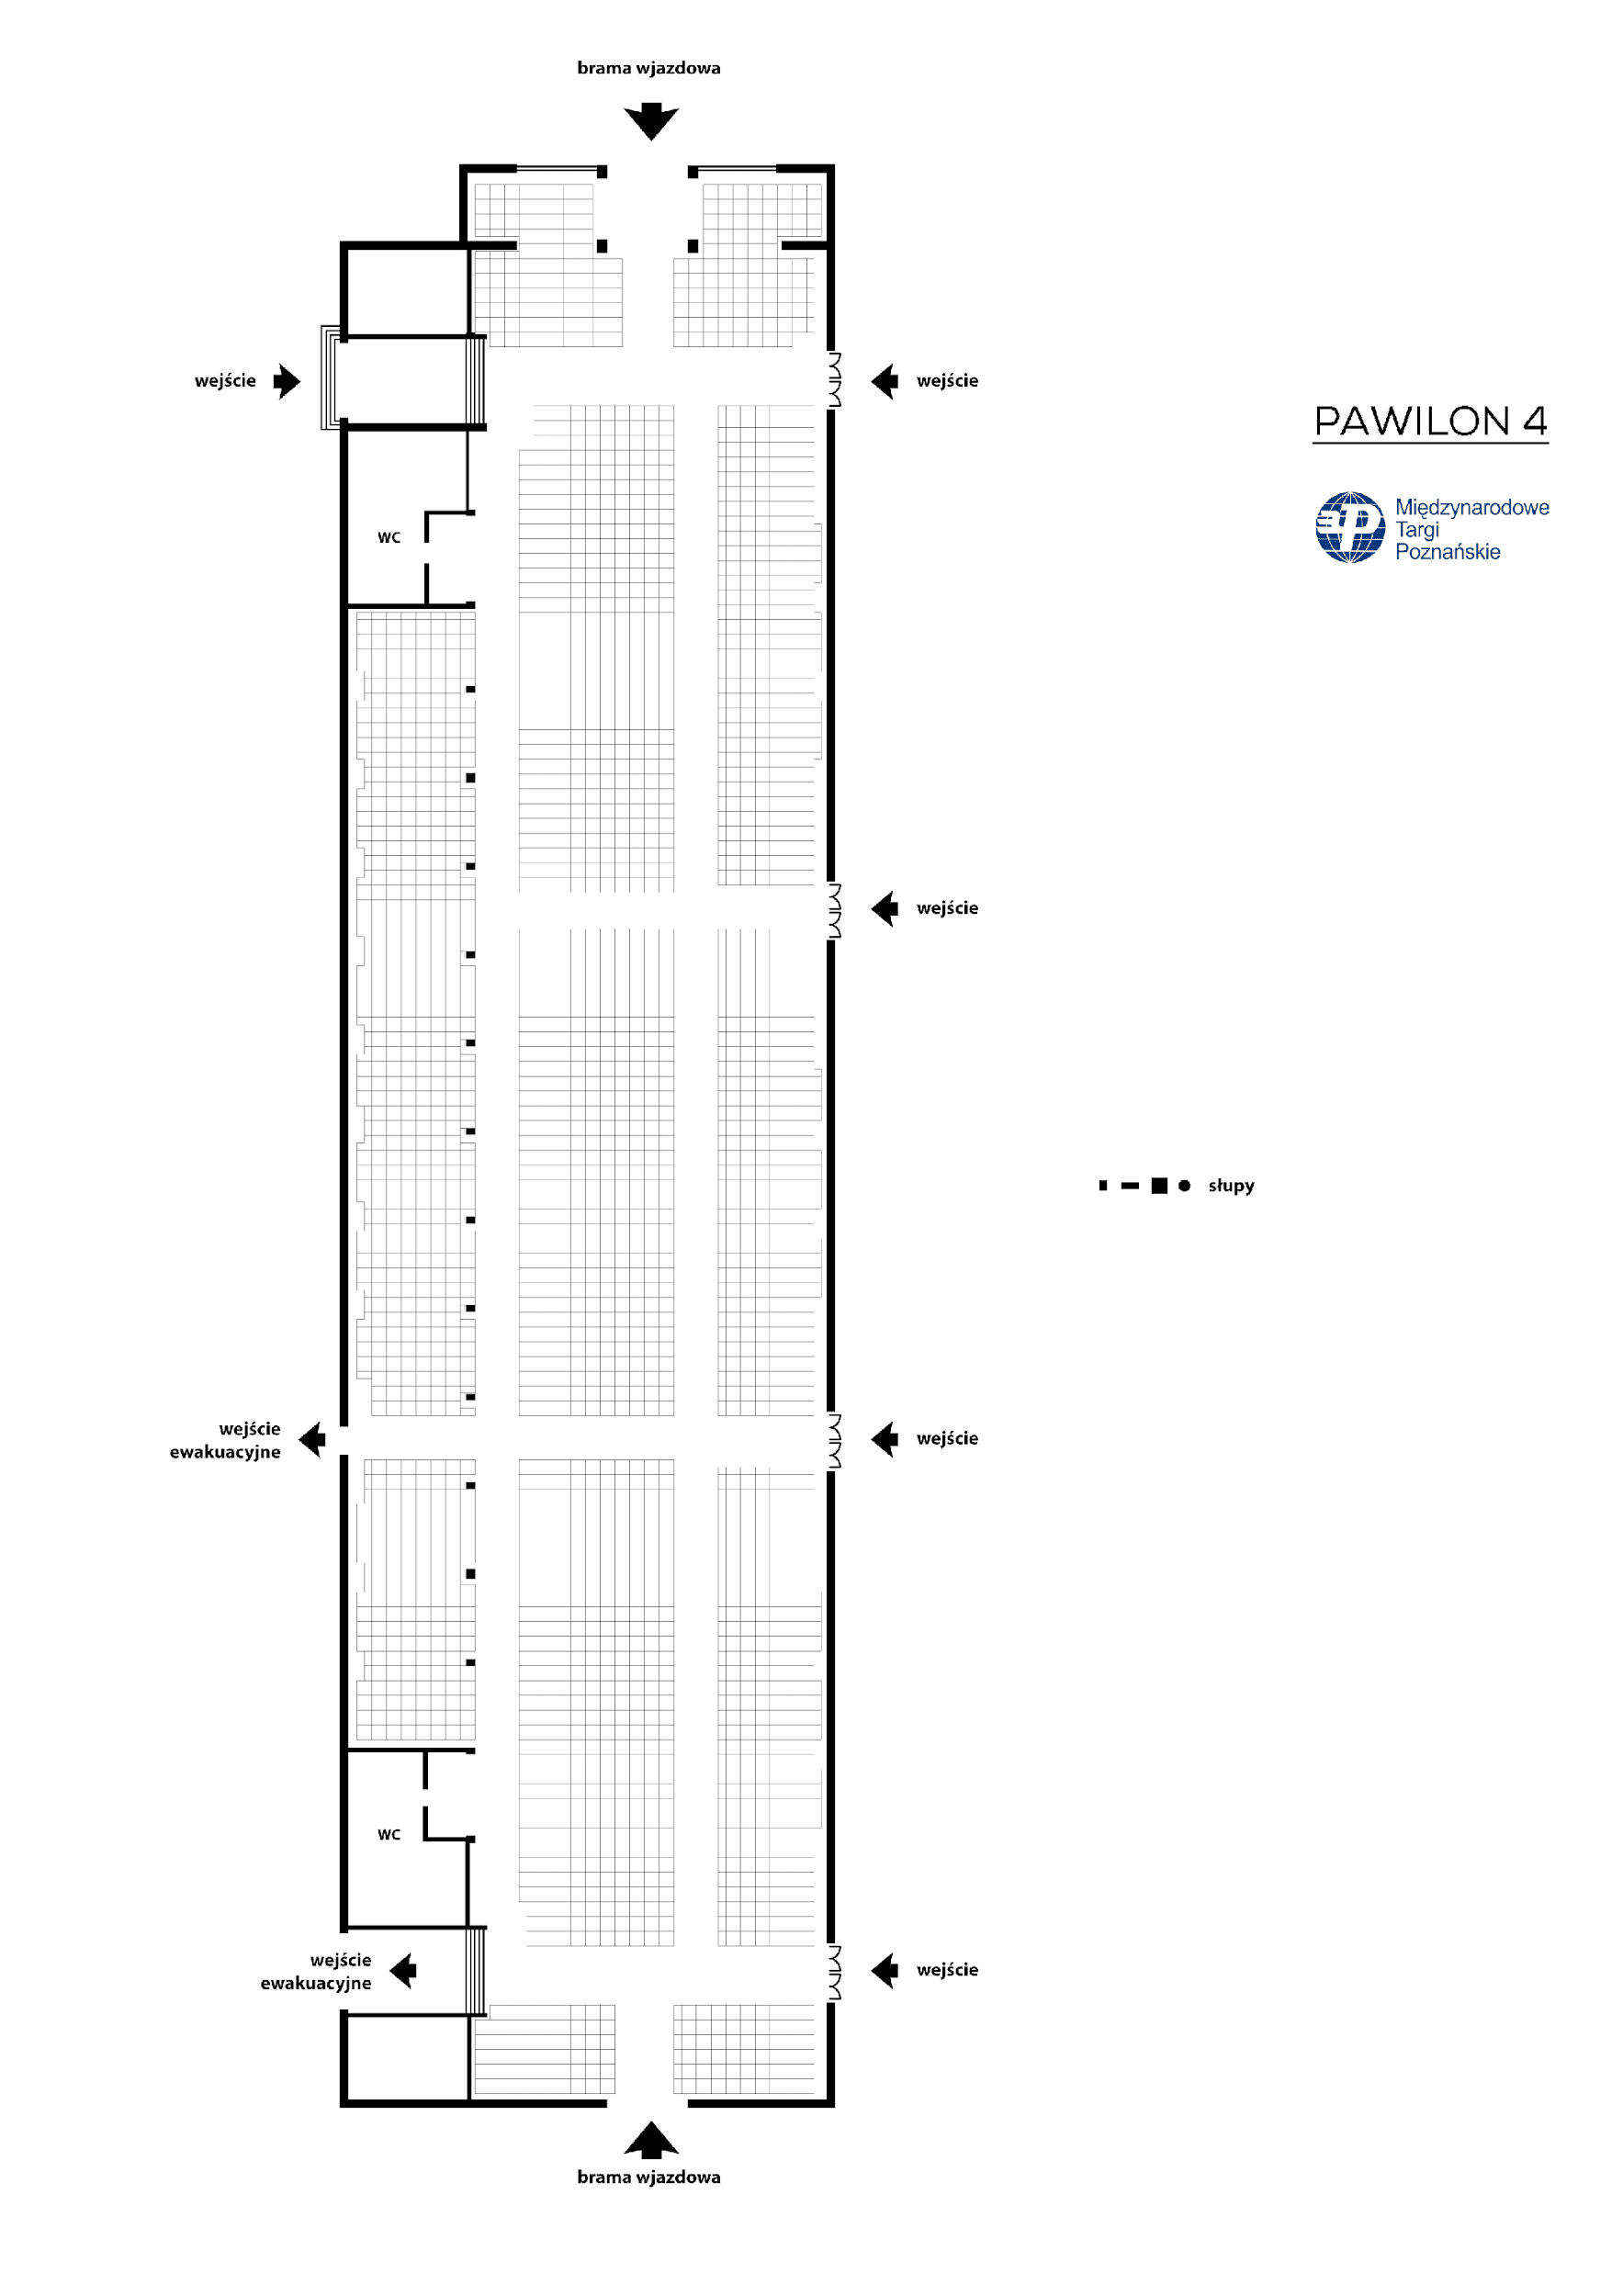 brama wjazdowa
wejście
wejście
PAWILON 4
Międzynarodowe
Targi
Poznańskie
WC
wejście
słupy
wejście
ewakuacyjne
wejście
WC
wejście
ewakuacyjne
wejście
brama wjazdowa